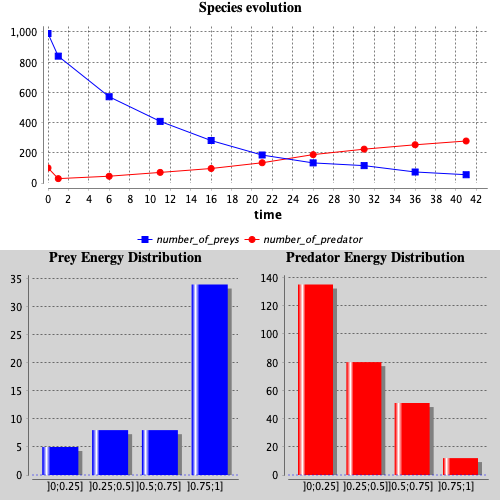 Species evolution
1,000
800
600
400
200
0
0 2 4 6 8 10 12 14 16 18 20 22 24 26 28 30 32 34 36 38 40 42
time
number_of_preys number_of_predator
Prey Energy Distribution
35
30
25
20
15
10
5
0
]0;0.25] ]0.25;0.5] ]0.5;0.75] ]0.75;1]
Predator Energy Distribution
140
120
100
80
60
40
20
0
]0;0.25] ]0.25;0.5] ]0.5;0.75] ]0.75;1]